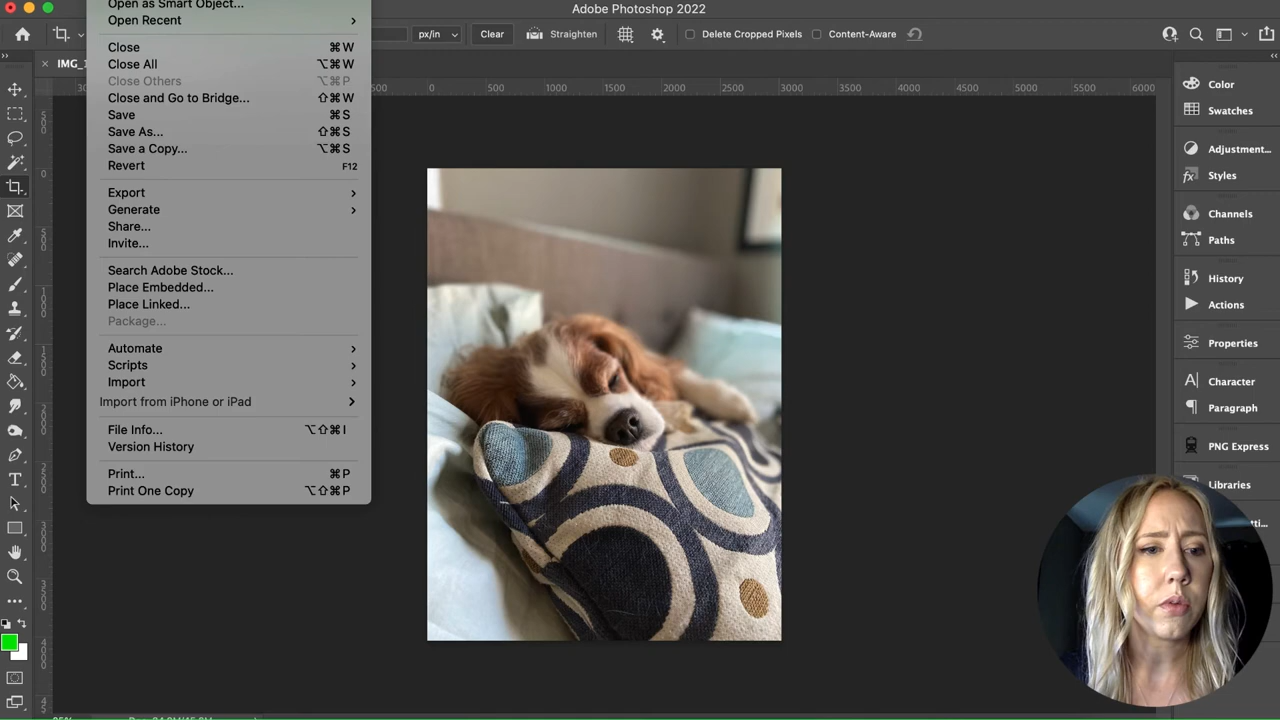 Adobe Photoshop 2022
Open as Smart Object...
Open Recent
px/in
Clear
Straighten
Delete Cropped Pixels
Content-Aware
Close ⌘W
Close All ⌥⌘W
Close Others ⌥⌘P
Close and Go to Bridge... ⇧⌘W
Save ⌘S
Save As... ⇧⌘S
Save a Copy... ⌥⌘S
Revert F12
Export
Generate
Share...
Invite...
Search Adobe Stock...
Place Embedded...
Place Linked...
Package...
Automate
Scripts
Import
Import from iPhone or iPad
File Info... ⌥⇧⌘I
Version History
Print... ⌘P
Print One Copy ⌥⇧⌘P
500 0 500 1000 1500 2000 2500 3000 3500 4000 4500 5000 5500 6000
Color
Swatches
Adjustment...
Styles
Channels
Paths
History
Actions
Properties
Character
Paragraph
PNG Express
Libraries